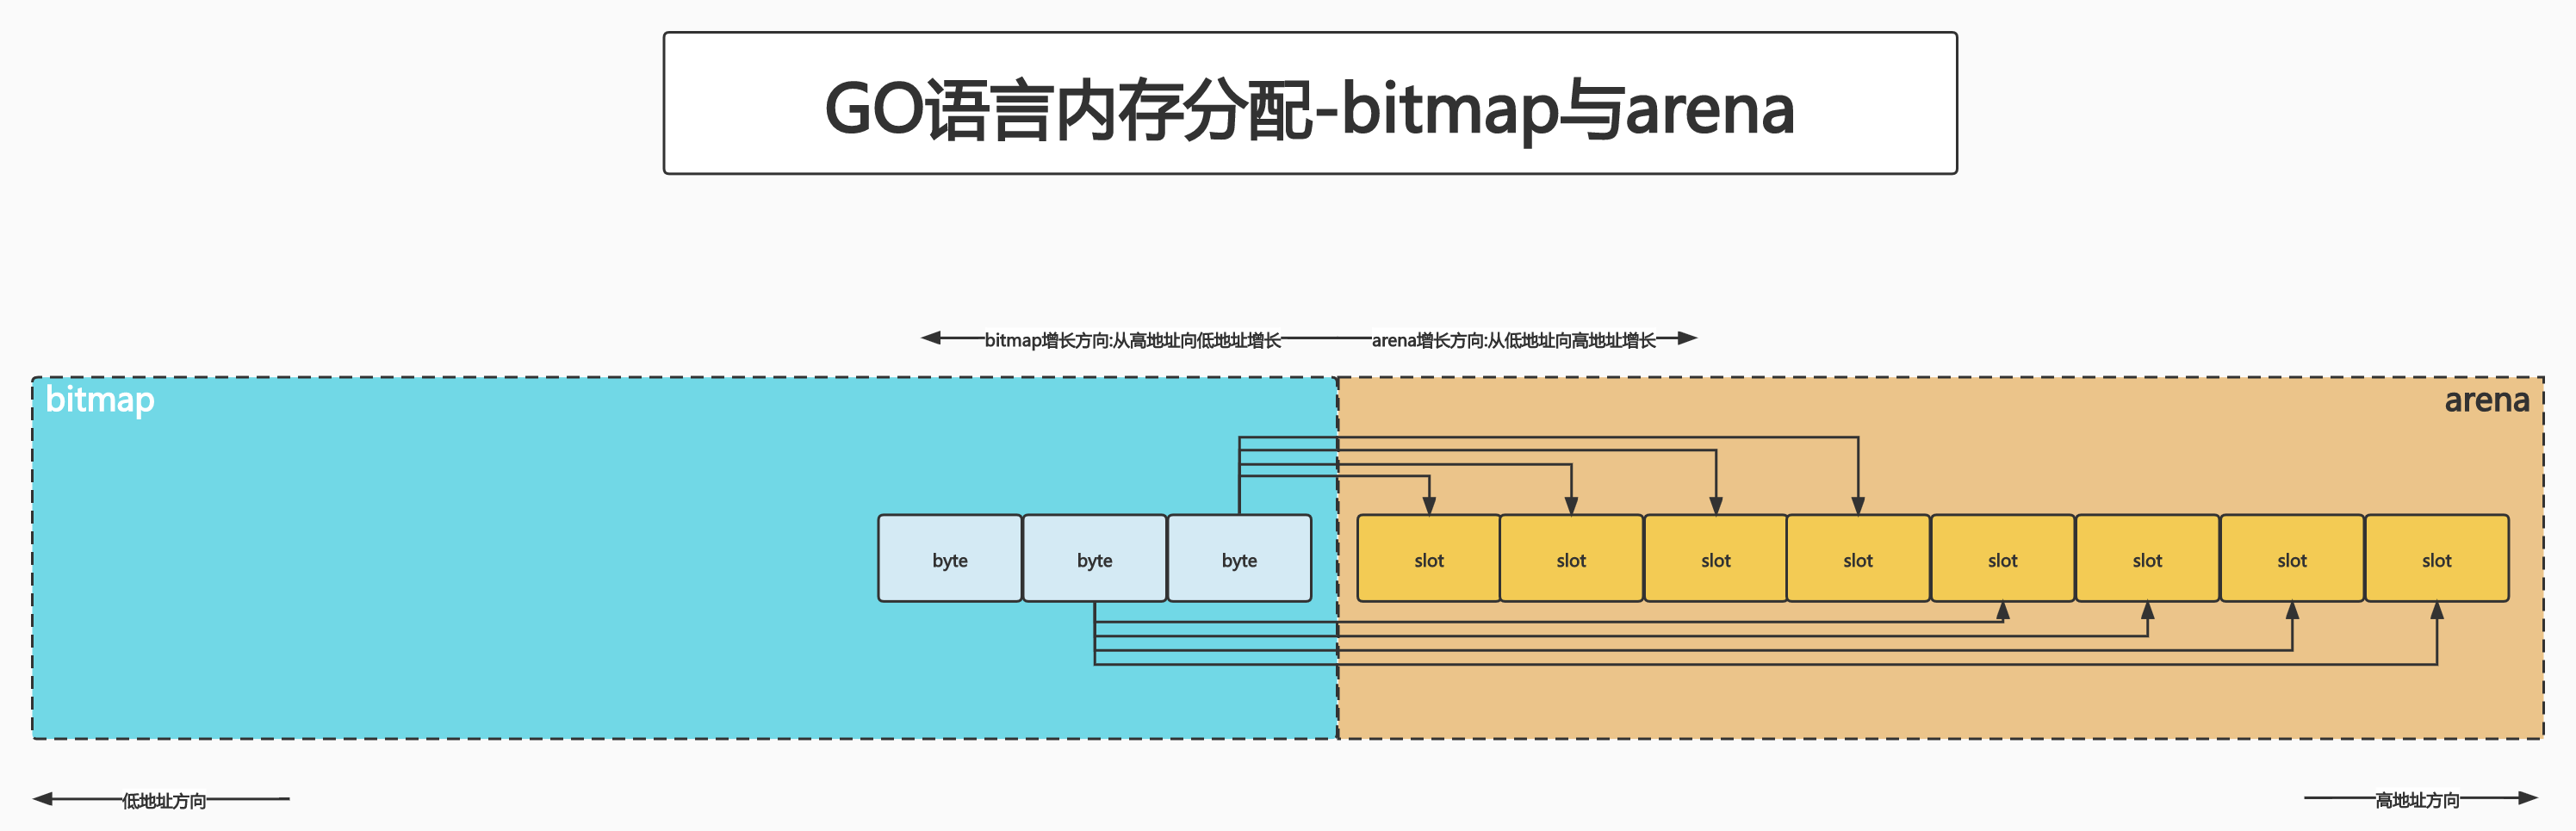 GO语言内存分配-bitmap与arena
bitmap增长方向:从高地址向低地址增长
arena增长方向:从低地址向高地址增长
bitmap
arena
byte
byte
byte
slot
slot
slot
slot
slot
slot
slot
slot
低地址方向
高地址方向